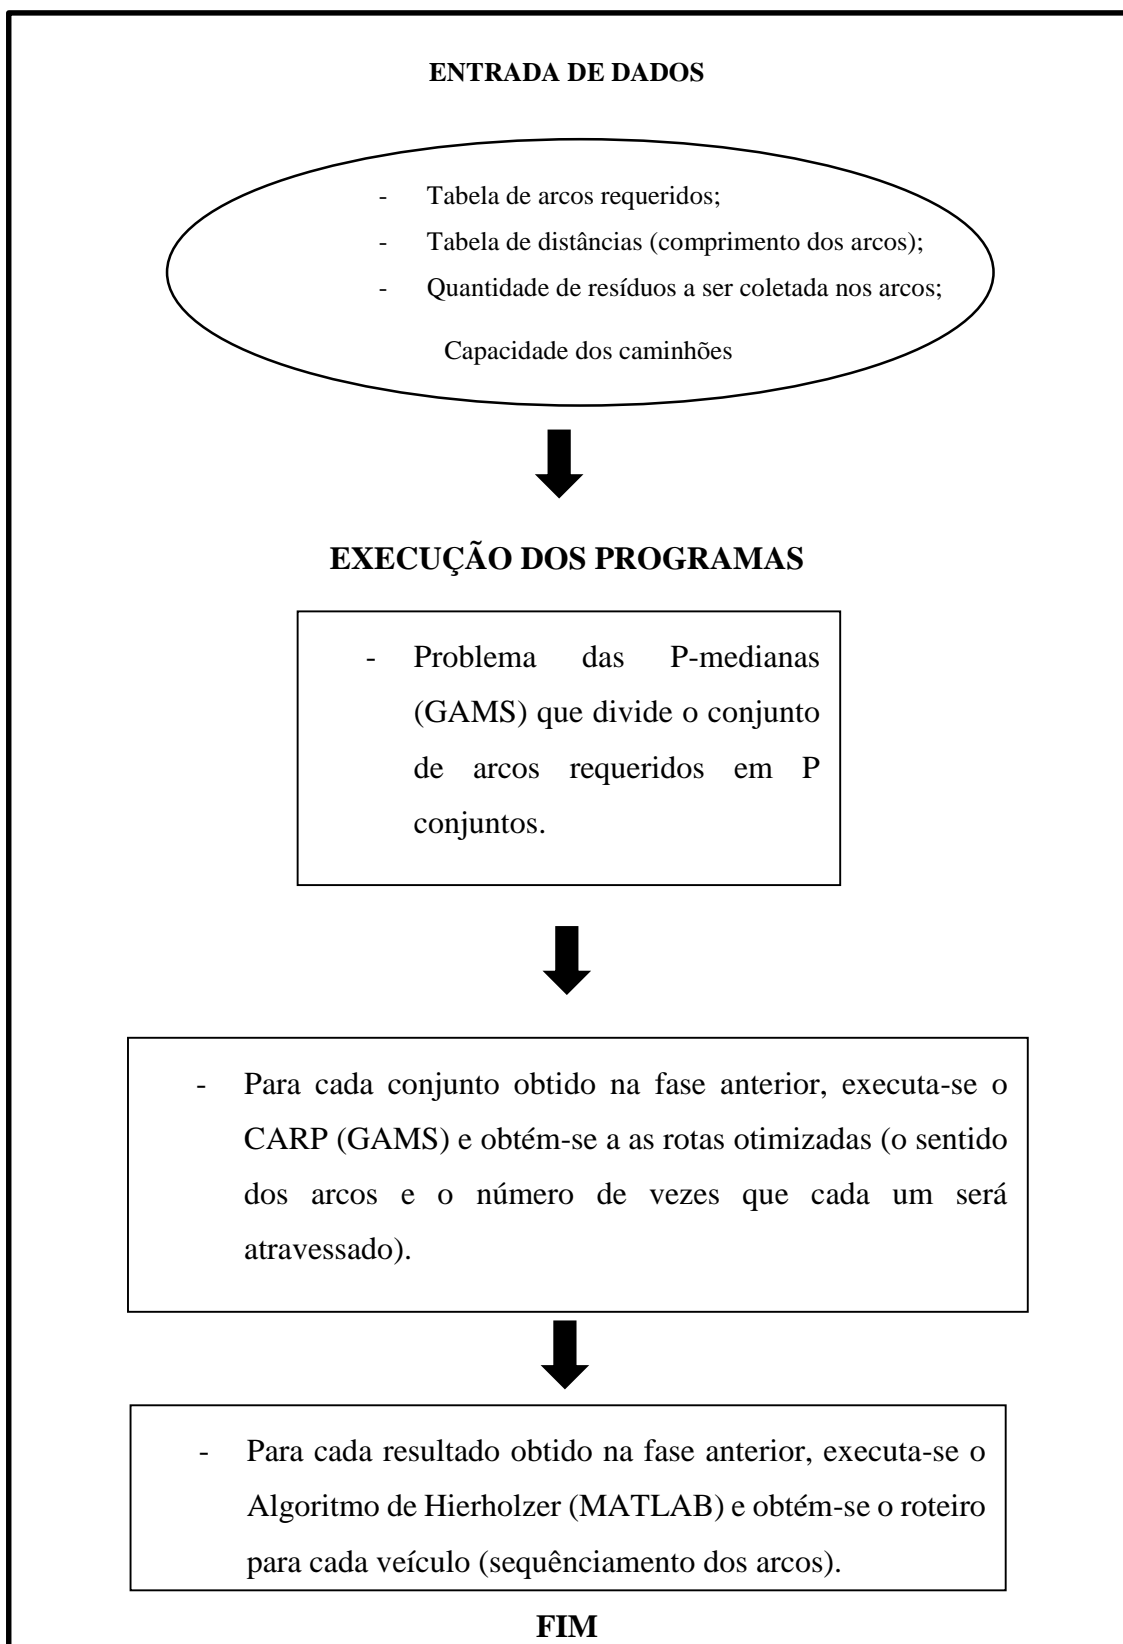 ENTRADA DE DADOS
- Tabela de arcos requeridos;
- Tabela de distâncias (comprimento dos arcos);
- Quantidade de resíduos a ser coletada nos arcos;
Capacidade dos caminhões
EXECUÇÃO DOS PROGRAMAS
- Problema das P-medianas
(GAMS) que divide o conjunto
de arcos requeridos em P
conjuntos.
- Para cada conjunto obtido na fase anterior, executa-se o
CARP (GAMS) e obtém-se a as rotas otimizadas (o sentido
dos arcos e o número de vezes que cada um será
atravessado).
- Para cada resultado obtido na fase anterior, executa-se o
Algoritmo de Hierholzer (MATLAB) e obtém-se o roteiro
para cada veículo (sequênciamento dos arcos).
FIM